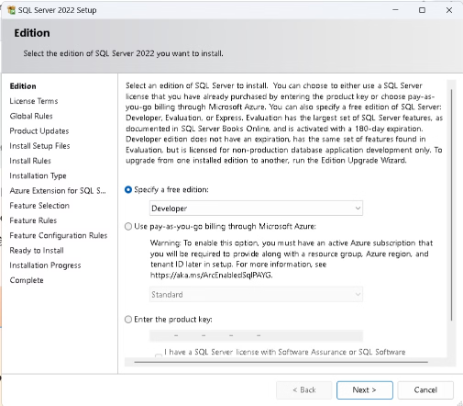 SQL Server 2022 Setup
Edition
Select the edition of SQL Server 2022 you want to install.
Edition
License Terms
Global Rules
Product Updates
Install Setup Files
Install Rules
Installation Type
Azure Extension for SQL S...
Feature Selection
Feature Rules
Feature Configuration Rules
Ready to Install
Installation Progress
Complete
Select an edition of SQL Server to install. You can choose to either use a SQL Server
license that you have already purchased by entering the product key or choose pay-as-
you-go billing through Microsoft Azure. You can also specify a free edition of SQL Server:
Developer, Evaluation, or Express. Evaluation has the largest set of SQL Server features, as
documented in SQL Server Books Online, and is activated with a 180-day expiration.
Developer edition does not have an expiration, has the same set of features found in
Evaluation, but is licensed for non-production database application development only. To
upgrade from one installed edition to another, run the Edition Upgrade Wizard.
Specify a free edition:
Developer
Use pay-as-you-go billing through Microsoft Azure:
Warning: To enable this option, you must have an active Azure subscription that
you will be required to provide along with a resource group, Azure region, and
tenant ID later in setup. For more information, see
https://aka.ms/ArcEnabledSqlPAYG.
Standard
Enter the product key:
- - - -
I have a SQL Server license with Software Assurance or SQL Software
< Back
Next >
Cancel